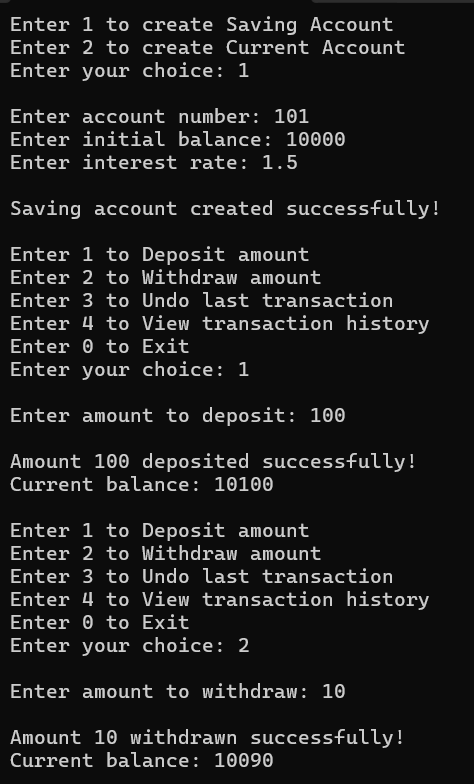 Enter 1 to create Saving Account
Enter 2 to create Current Account
Enter your choice: 1
Enter account number: 101
Enter initial balance: 10000
Enter interest rate: 1.5
Saving account created successfully!
Enter 1 to Deposit amount
Enter 2 to Withdraw amount
Enter 3 to Undo last transaction
Enter 4 to View transaction history
Enter 0 to Exit
Enter your choice: 1
Enter amount to deposit: 100
Amount 100 deposited successfully!
Current balance: 10100
Enter 1 to Deposit amount
Enter 2 to Withdraw amount
Enter 3 to Undo last transaction
Enter 4 to View transaction history
Enter 0 to Exit
Enter your choice: 2
Enter amount to withdraw: 10
Amount 10 withdrawn successfully!
Current balance: 10090